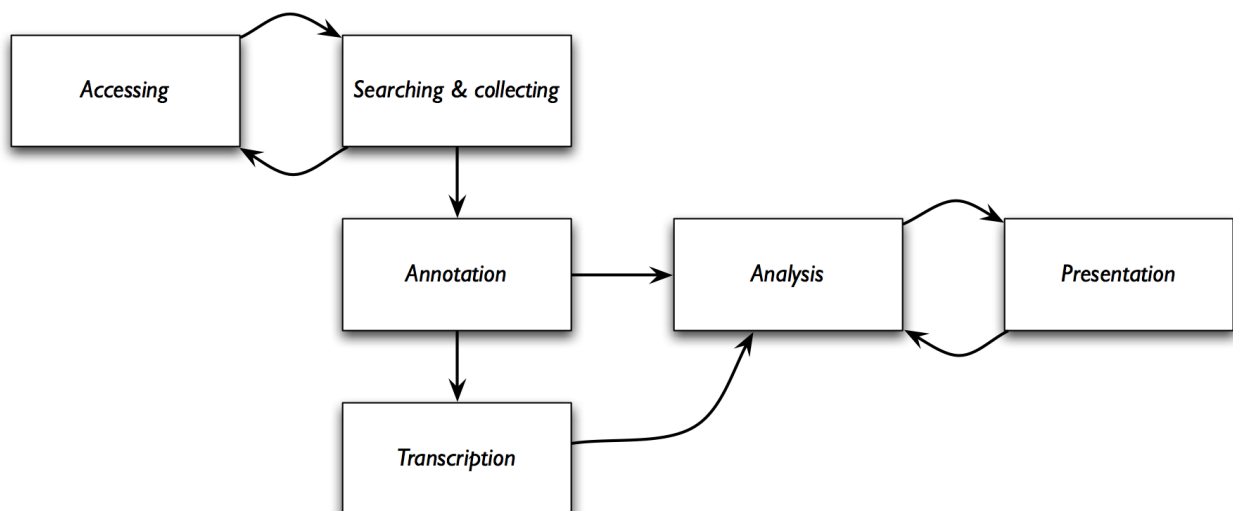 Accessing
Searching & collecting
Annotation
Analysis
Presentation
Transcription